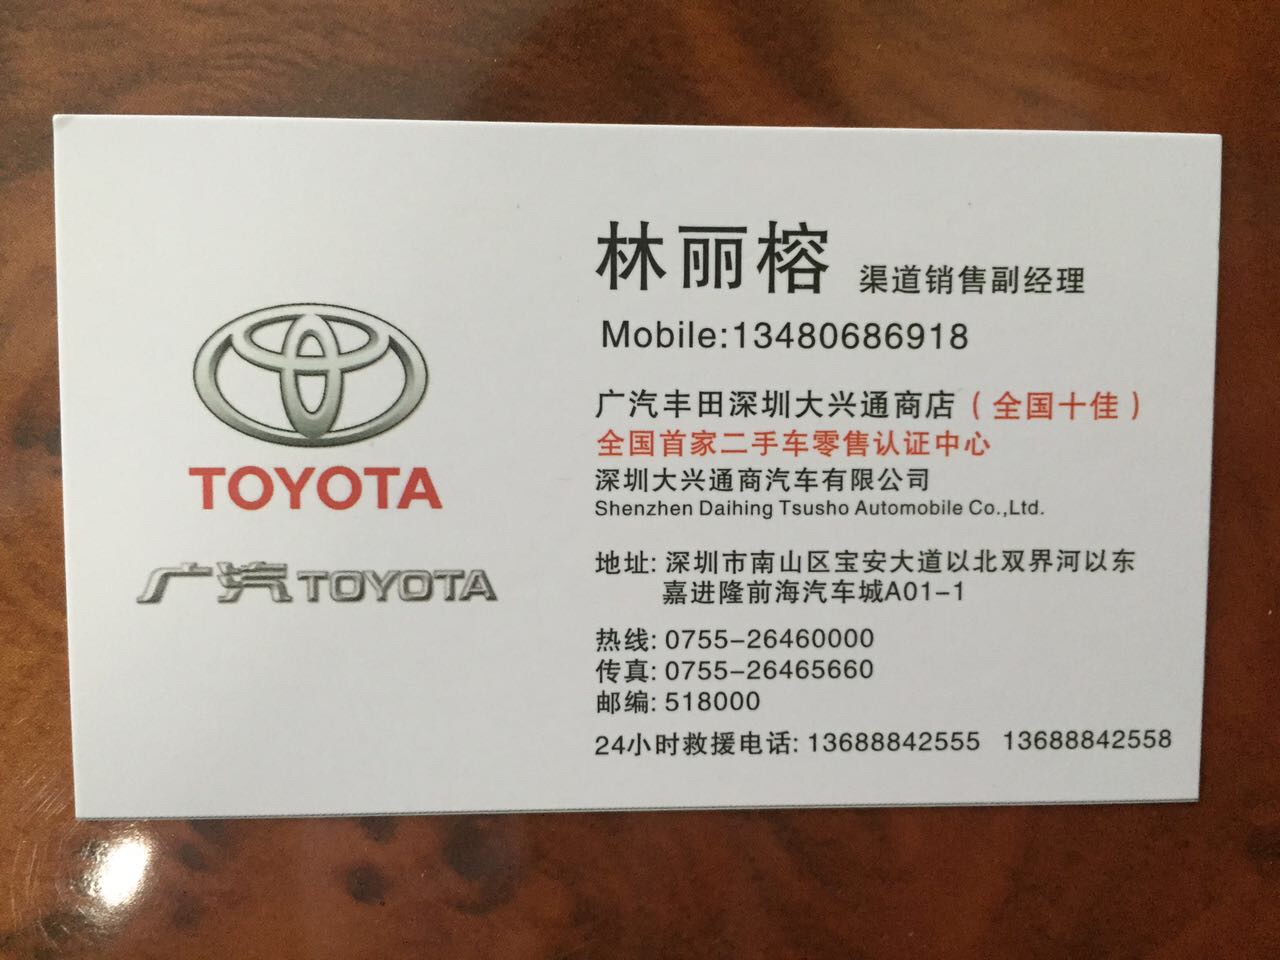 TOYOTA
广汽TOYOTA
林丽榕 渠道销售副经理
Mobile:13480686918
广汽丰田深圳大兴通商店（全国十佳）
全国首家二手车零售认证中心
深圳大兴通商汽车有限公司
Shenzhen Daihing Tsusho Automobile Co.,Ltd.
地址: 深圳市南山区宝安大道以北双界河以东
嘉进隆前海汽车城A01-1
热线: 0755-26460000
传真: 0755-26465660
邮编: 518000
24小时救援电话: 13688842555 13688842558